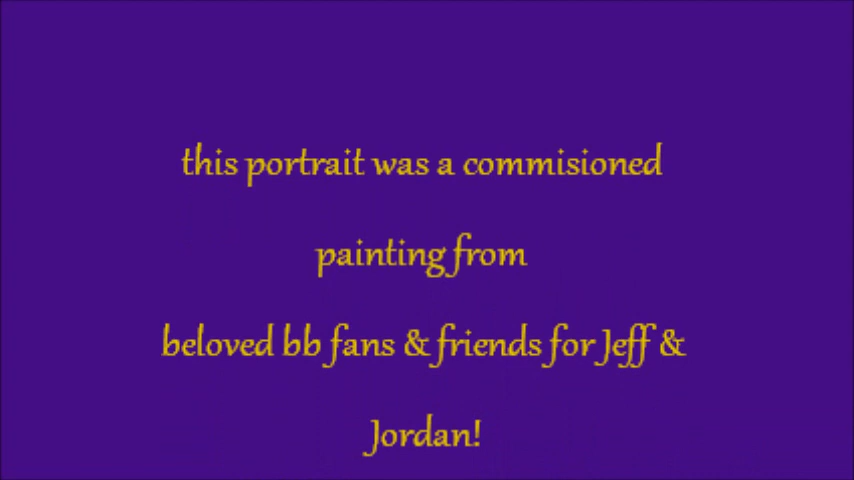 this portrait was a commisioned
painting from
beloved bb fans & friends for Jeff &
Jordan!